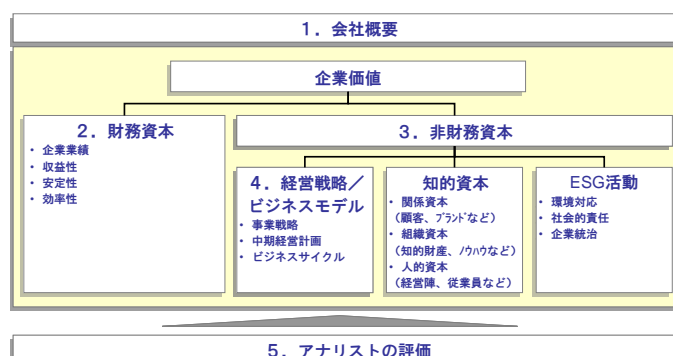 １．会社概要
企業価値
２．財務資本
・ 企業業績
・ 収益性
・ 安定性
・ 効率性
３．非財務資本
４．経営戦略／
ビジネスモデル
・ 事業戦略
・ 中期経営計画
・ ビジネスサイクル
知的資本
・ 関係資本
（顧客、ﾌﾞﾗﾝﾄﾞなど）
・ 組織資本
（知的財産、ﾉｳﾊｳなど）
・ 人的資本
（経営陣、従業員など）
ESG活動
・ 環境対応
・ 社会的責任
・ 企業統治
５．アナリストの評価